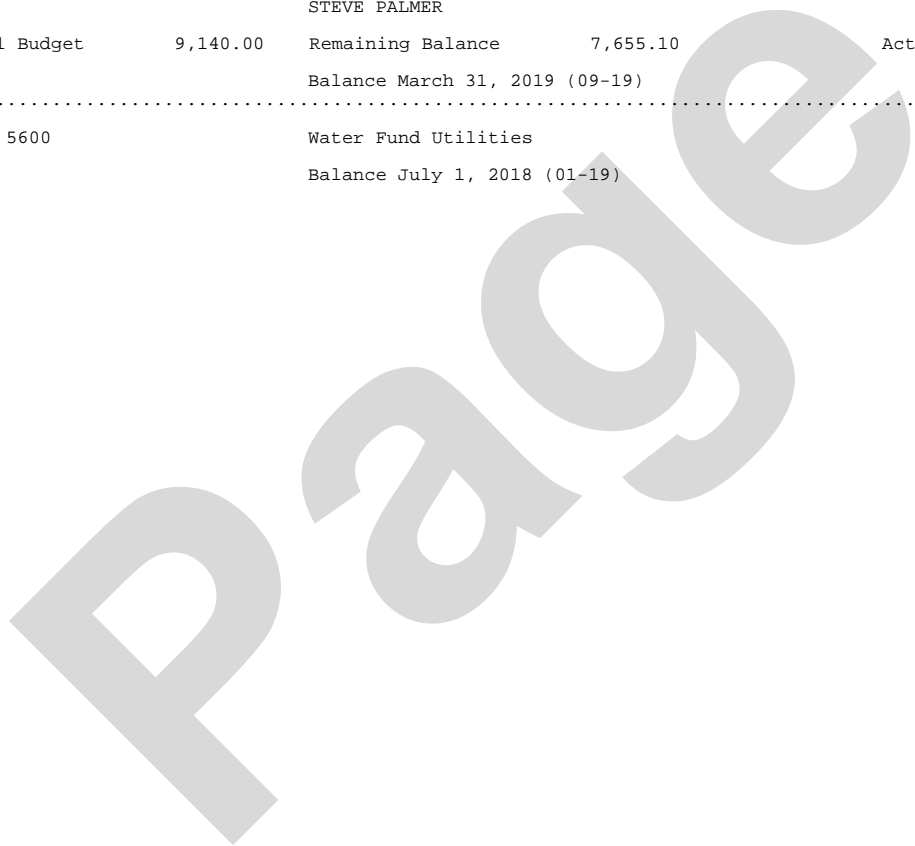 STEVE PALMER
l Budget 9,140.00 Remaining Balance 7,655.10 Act
Balance March 31, 2019 (09-19)
5600 Water Fund Utilities
Balance July 1, 2018 (01-19)
Page